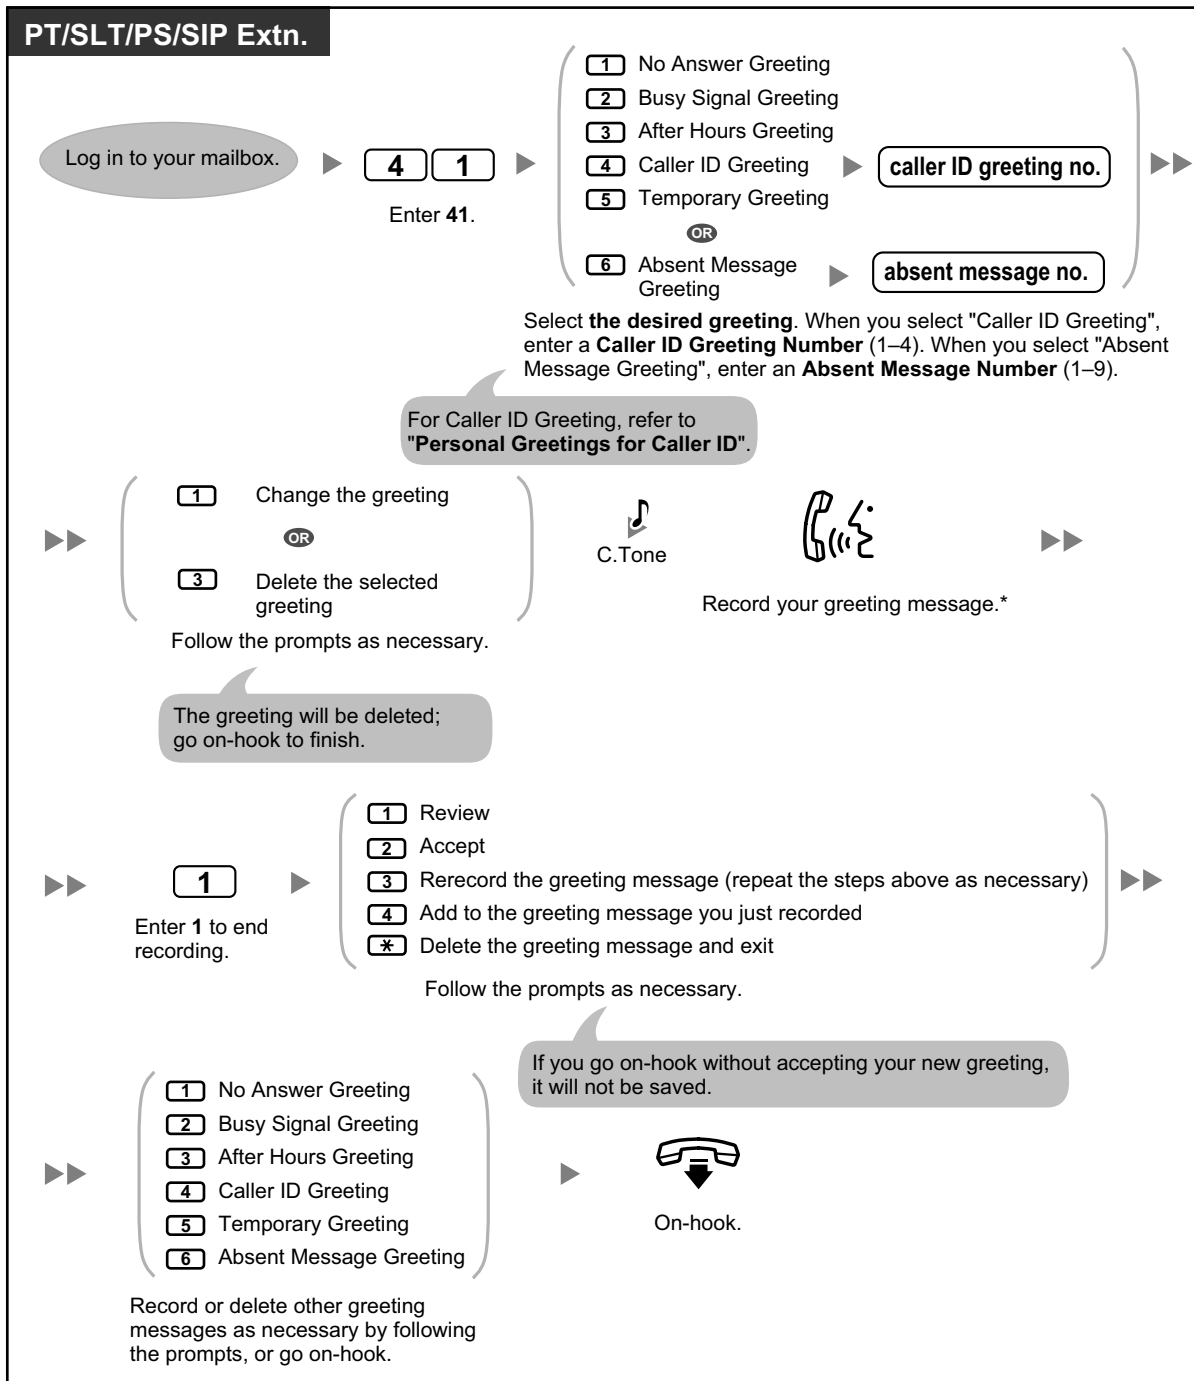 PT/SLT/PS/SIP Extn.
Log in to your mailbox.
4 1
Enter 41.
1 No Answer Greeting
2 Busy Signal Greeting
3 After Hours Greeting
4 Caller ID Greeting
caller ID greeting no.
5 Temporary Greeting
OR
6 Absent Message
Greeting
absent message no.
Select the desired greeting. When you select "Caller ID Greeting",
enter a Caller ID Greeting Number (1–4). When you select "Absent
Message Greeting", enter an Absent Message Number (1–9).
For Caller ID Greeting, refer to
"Personal Greetings for Caller ID".
1 Change the greeting
OR
3 Delete the selected
greeting
Follow the prompts as necessary.
The greeting will be deleted;
go on-hook to finish.
C.Tone
Record your greeting message.*
1
Enter 1 to end
recording.
1 Review
2 Accept
3 Rerecord the greeting message (repeat the steps above as necessary)
4 Add to the greeting message you just recorded
* Delete the greeting message and exit
Follow the prompts as necessary.
If you go on-hook without accepting your new greeting,
it will not be saved.
1 No Answer Greeting
2 Busy Signal Greeting
3 After Hours Greeting
4 Caller ID Greeting
5 Temporary Greeting
6 Absent Message Greeting
Record or delete other greeting
messages as necessary by following
the prompts, or go on-hook.
On-hook.